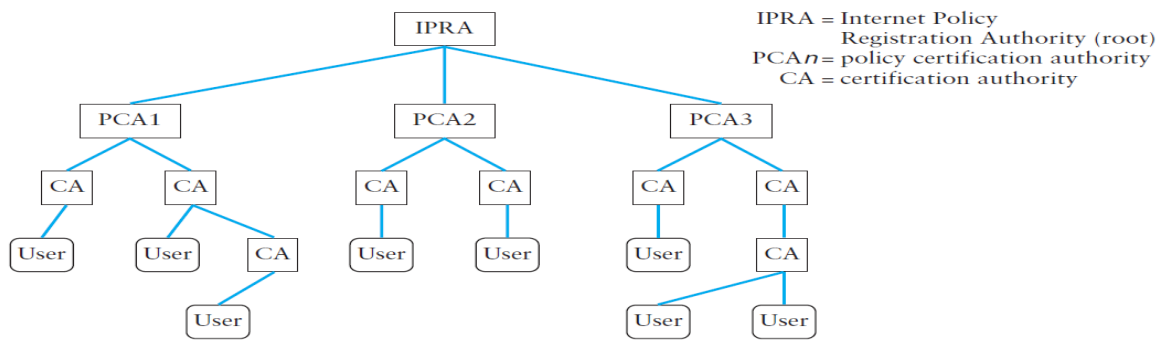 IPRA
IPRA = Internet Policy
Registration Authority (root)
PCAn = policy certification authority
CA = certification authority
PCA1 PCA2 PCA3
CA CA CA CA CA CA
User User CA User User User CA
User User User